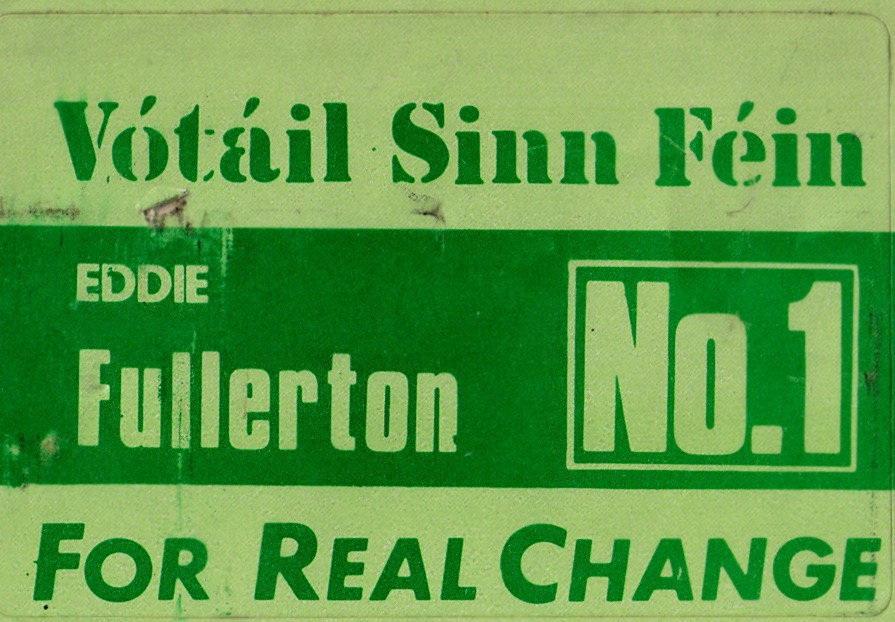 Vótáil Sinn Féin
EDDIE
Fullerton
No.1
FOR REAL CHANGE